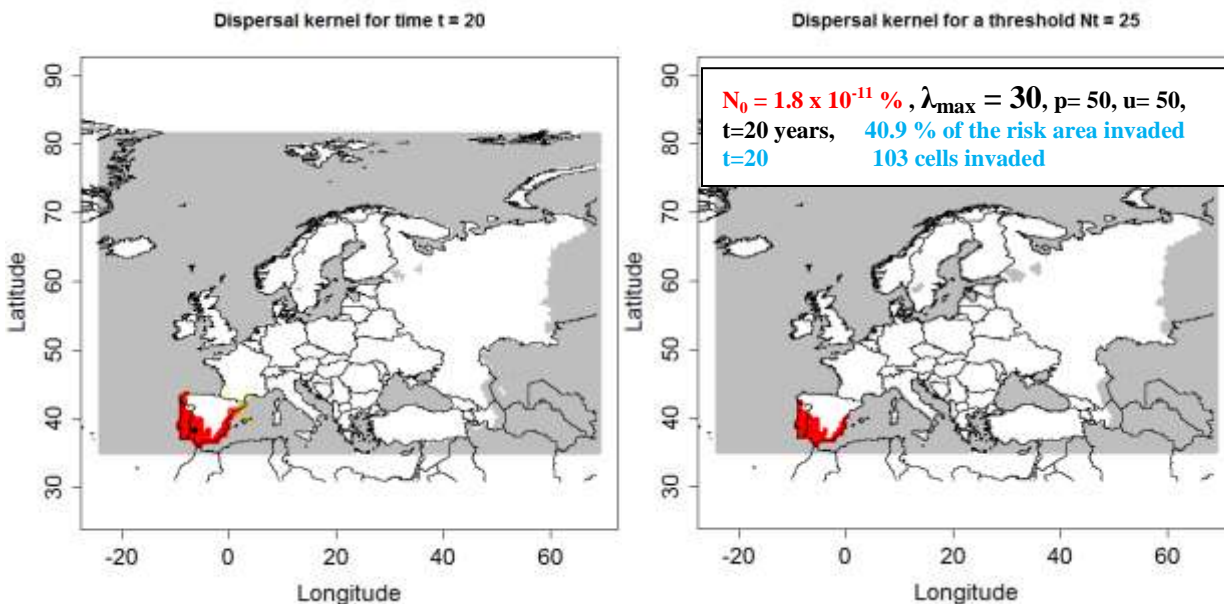 Dispersal kernel for time t = 20
90
80
70
60
50
40
30
Latitude
-20
0
20
40
60
Longitude
Dispersal kernel for a threshold Nt = 25
N₀ = 1.8 x 10⁻¹¹ % , λmax = 30, p= 50, u= 50,
t=20 years, 40.9 % of the risk area invaded
t=20 103 cells invaded
90
80
70
60
50
40
30
Latitude
-20
0
20
40
60
Longitude